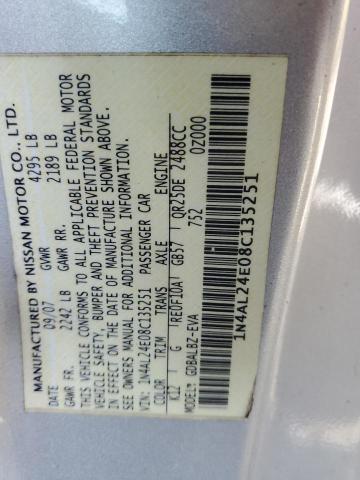 MANUFACTURED BY NISSAN MOTOR CO., LTD.
DATE GVWR 4295 LB
09/07 GAWR FR. 2242 LB GAWR RR. 2189 LB
THIS VEHICLE CONFORMS TO ALL APPLICABLE FEDERAL MOTOR
VEHICLE SAFETY, BUMPER AND THEFT PREVENTION STANDARDS
IN EFFECT ON THE DATE OF MANUFACTURE SHOWN ABOVE.
SEE OWNERS MANUAL FOR ADDITIONAL INFORMATION.
VIN: 1N4AL24E08C135251 PASSENGER CAR
COLOR TRIM TRANS AXLE ENGINE
K12 G REOF10A GB57 QR25DE 2488CC
752 0Z000
MODEL: GDBALBZ-EVA
1N4AL24E08C135251